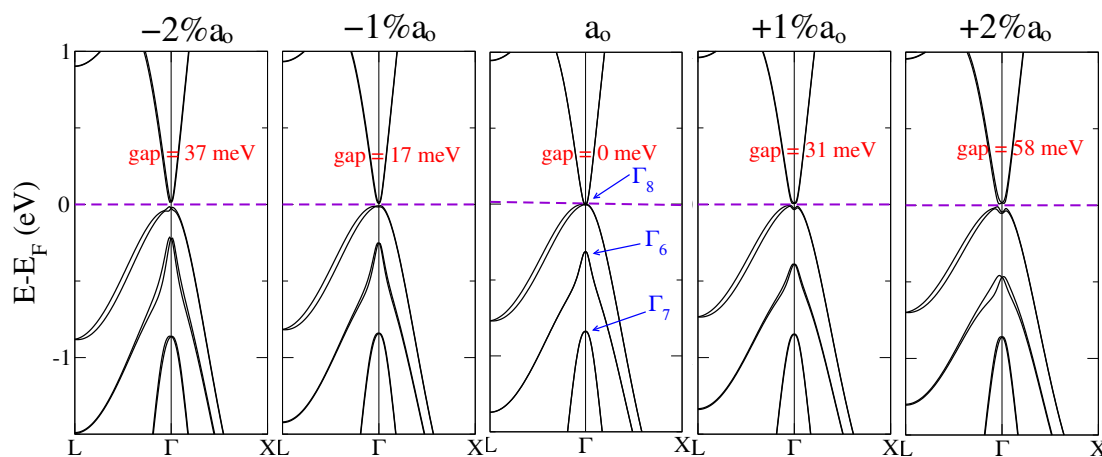 −2%aₒ
−1%aₒ
aₒ
+1%aₒ
+2%aₒ
E-E_F (eV)
1
0
-1
gap = 37 meV
gap = 17 meV
gap = 0 meV
gap = 31 meV
gap = 58 meV
Γ₈
Γ₆
Γ₇
L Γ X
L Γ X
L Γ X
L Γ X
L Γ X